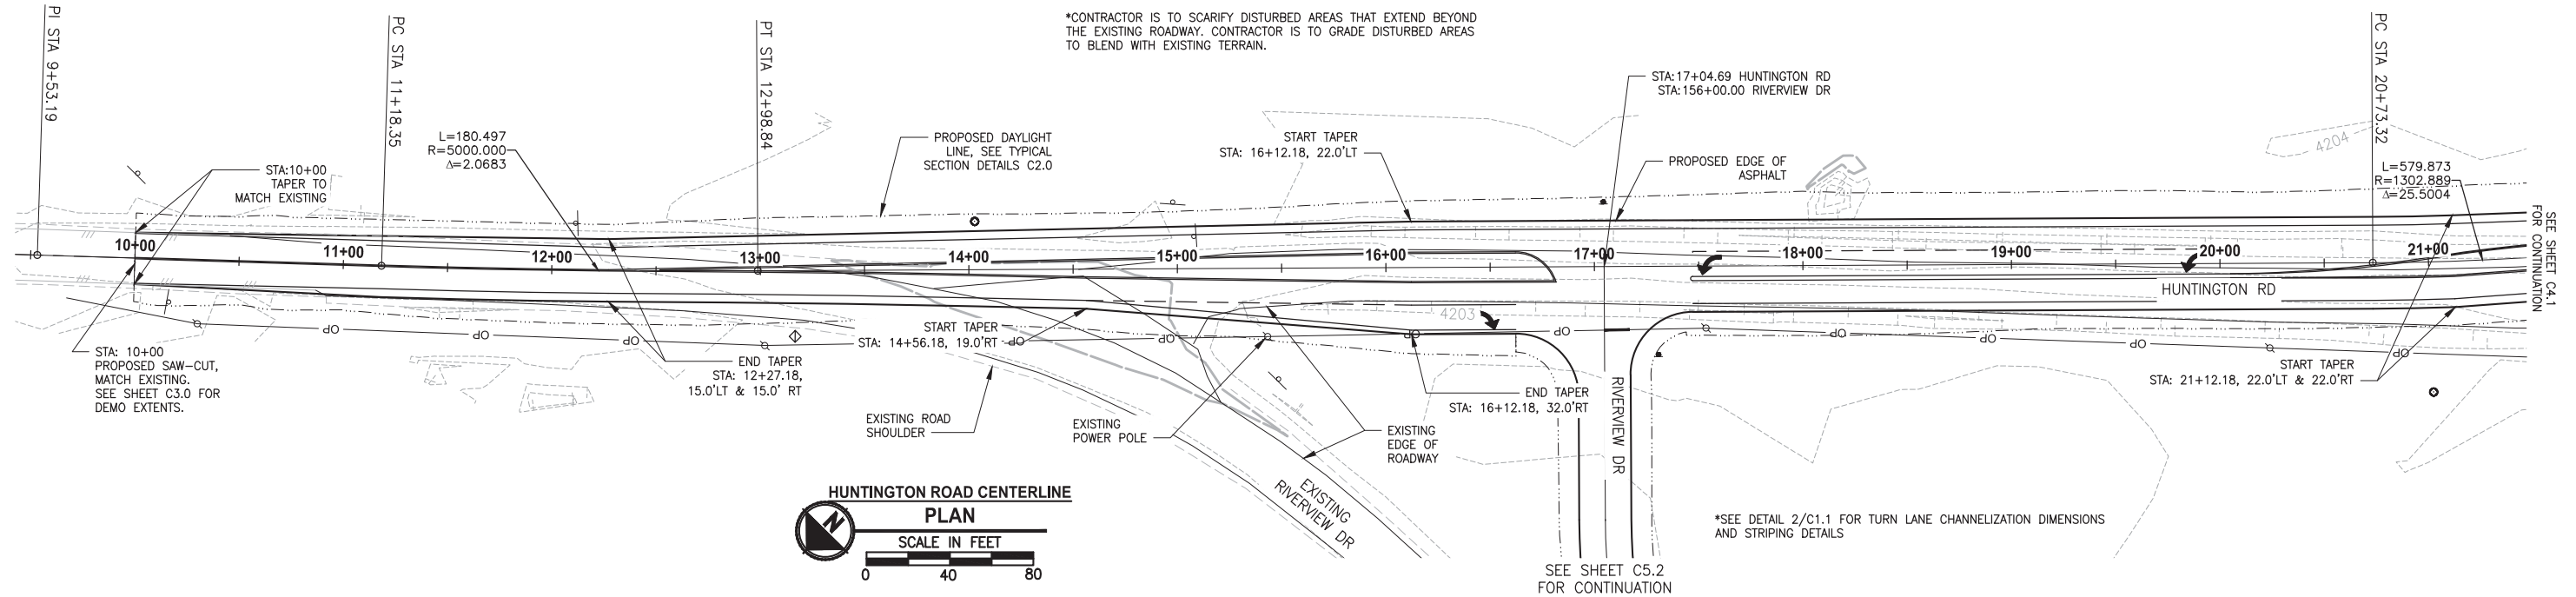 PI STA 9+53.19
PC STA 11+18.35
PT STA 12+98.84
PC STA 20+73.32
*CONTRACTOR IS TO SCARIFY DISTURBED AREAS THAT EXTEND BEYOND
THE EXISTING ROADWAY. CONTRACTOR IS TO GRADE DISTURBED AREAS
TO BLEND WITH EXISTING TERRAIN.
STA:17+04.69 HUNTINGTON RD
STA:156+00.00 RIVERVIEW DR
L=180.497
R=5000.000
Δ=2.0683
PROPOSED DAYLIGHT
LINE, SEE TYPICAL
SECTION DETAILS C2.0
START TAPER
STA: 16+12.18, 22.0'LT
PROPOSED EDGE OF
ASPHALT
4204
L=579.873
R=1302.889
Δ=25.5004
STA:10+00
TAPER TO
MATCH EXISTING
SEE SHEET C4.1
FOR CONTINUATION
10+00
11+00
12+00
13+00
14+00
15+00
16+00
17+00
18+00
19+00
20+00
21+00
HUNTINGTON RD
4203
OP
OP
OP
OP
OP
OP
OP
OP
OP
OP
OP
STA: 10+00
PROPOSED SAW-CUT,
MATCH EXISTING.
SEE SHEET C3.0 FOR
DEMO EXTENTS.
END TAPER
STA: 12+27.18,
15.0'LT & 15.0' RT
START TAPER
STA: 14+56.18, 19.0'RT
EXISTING ROAD
SHOULDER
EXISTING
POWER POLE
EXISTING
EDGE OF
ROADWAY
END TAPER
STA: 16+12.18, 32.0'RT
RIVERVIEW DR
START TAPER
STA: 21+12.18, 22.0'LT & 22.0'RT
EXISTING
RIVERVIEW DR
HUNTINGTON ROAD CENTERLINE
PLAN
N
SCALE IN FEET
0 40 80
*SEE DETAIL 2/C1.1 FOR TURN LANE CHANNELIZATION DIMENSIONS
AND STRIPING DETAILS
SEE SHEET C5.2
FOR CONTINUATION